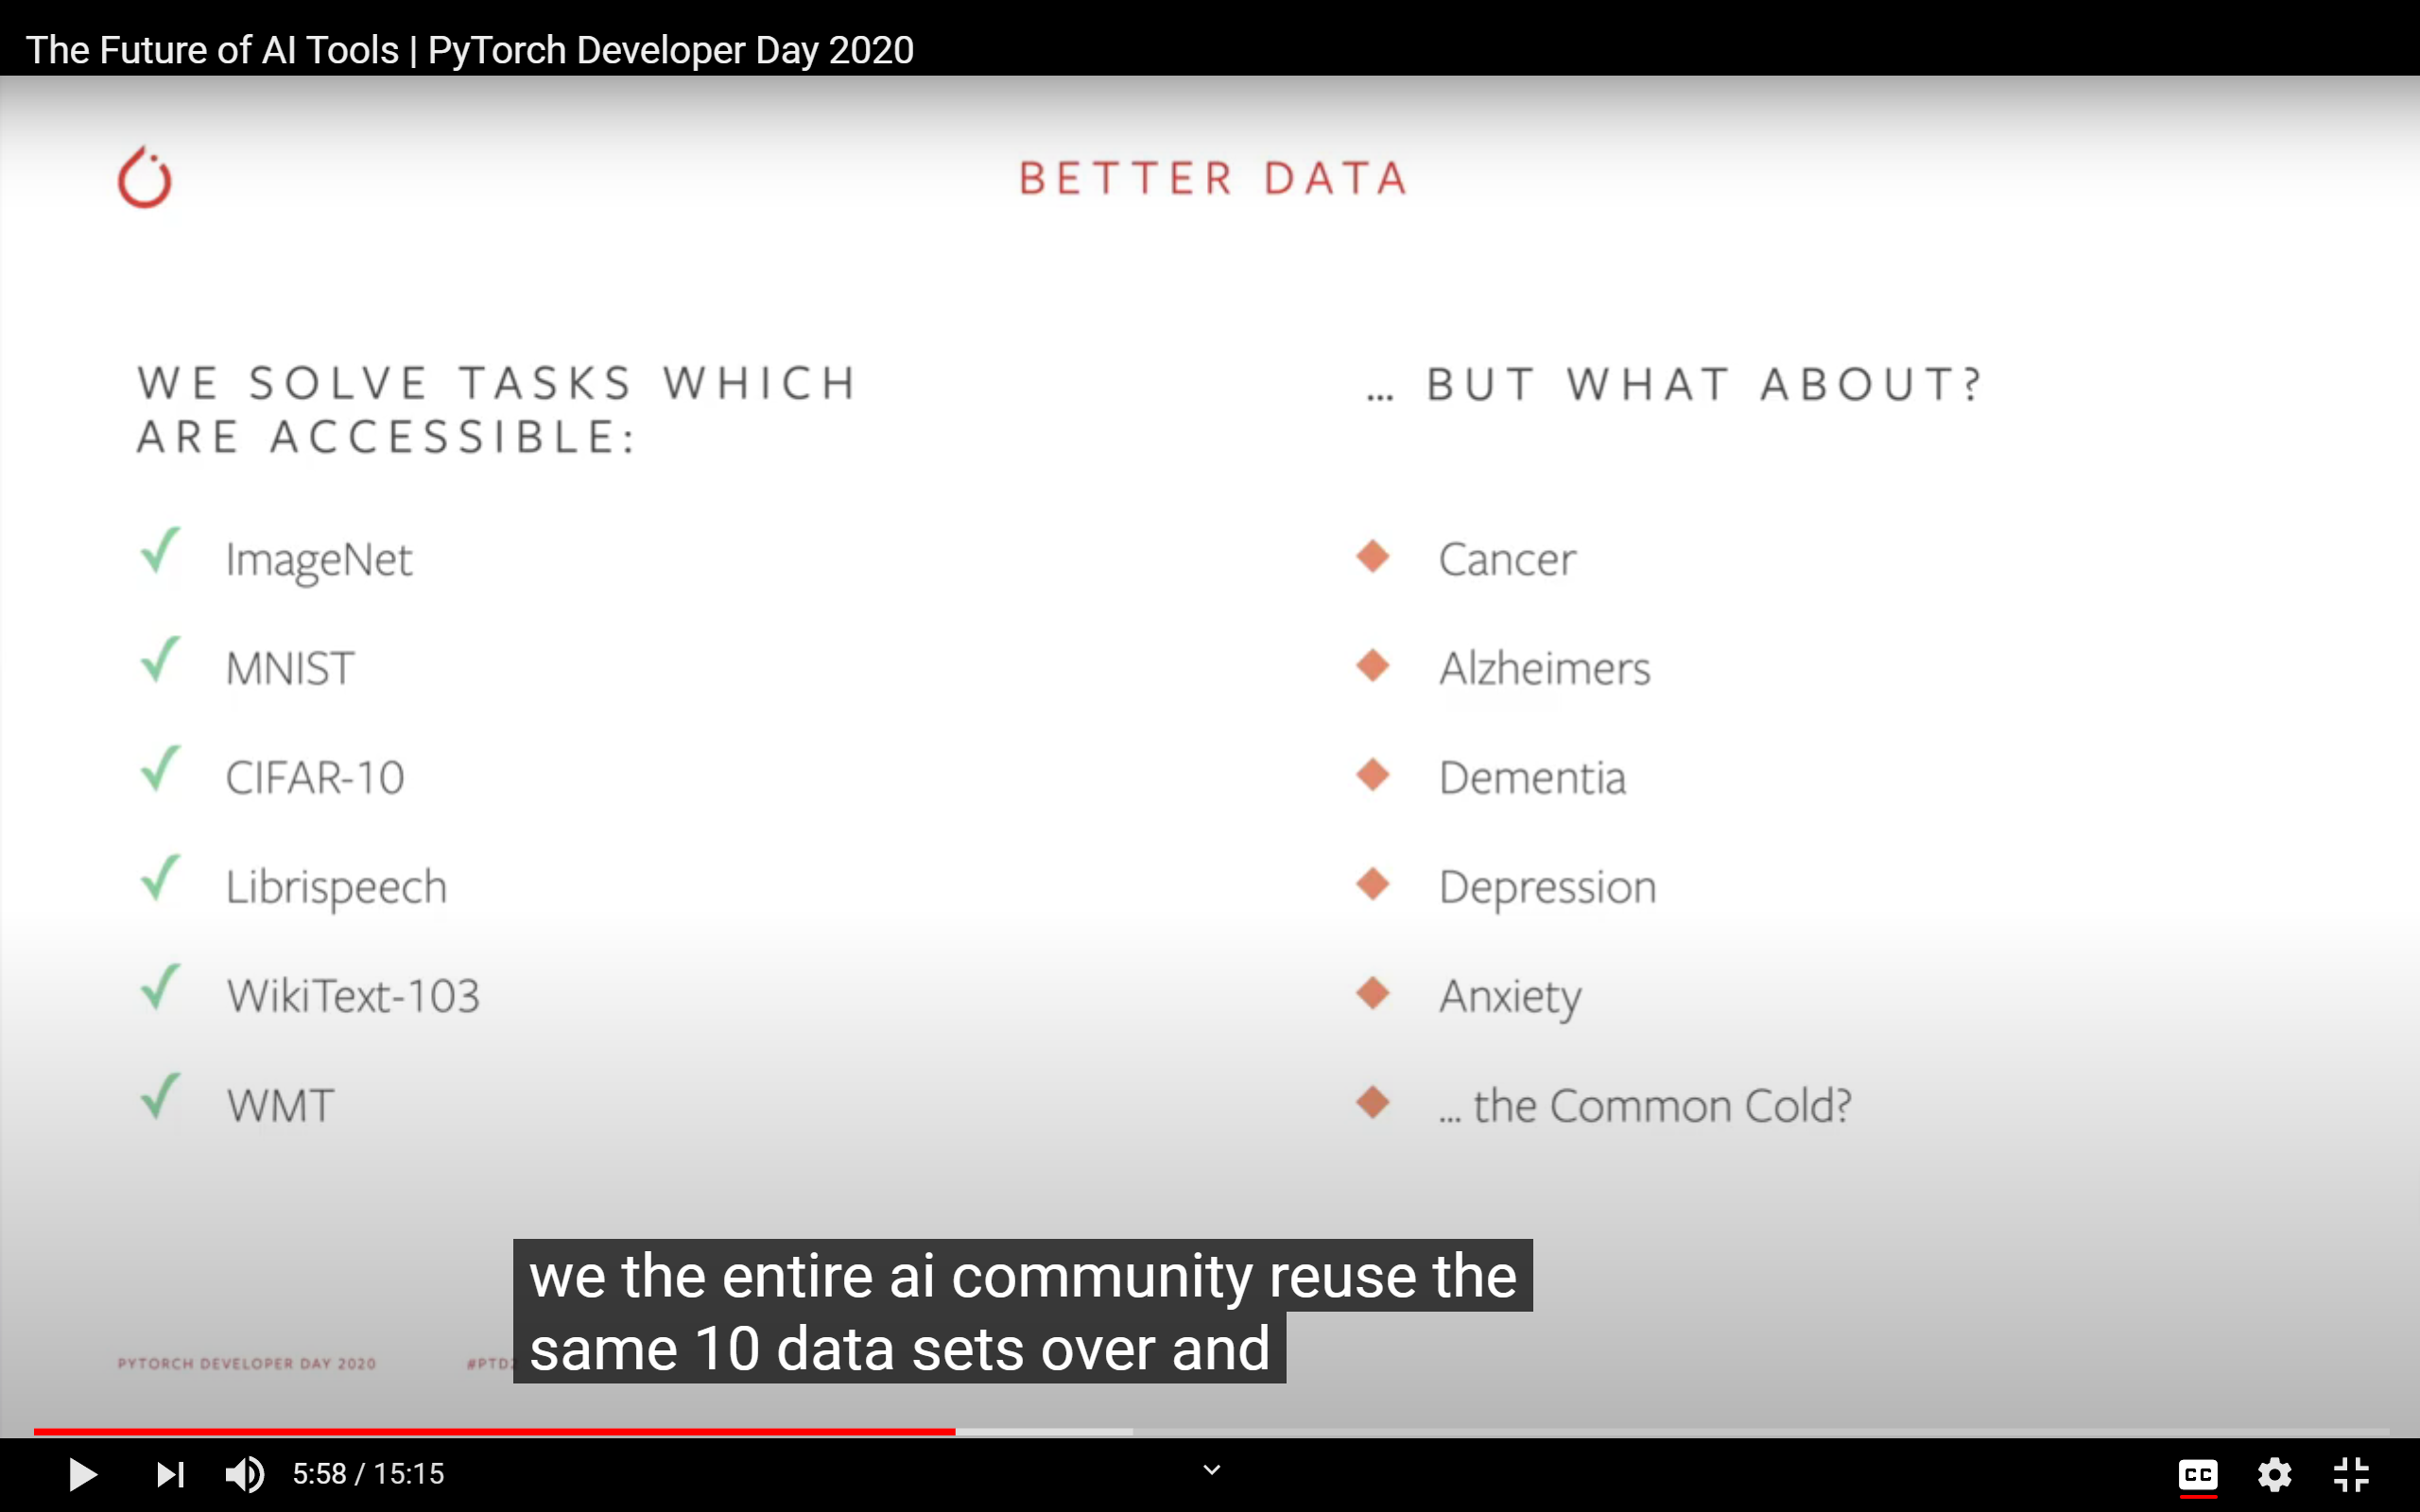 The Future of AI Tools | PyTorch Developer Day 2020
BETTER DATA
WE SOLVE TASKS WHICH
ARE ACCESSIBLE:
ImageNet
MNIST
CIFAR-10
Librispeech
WikiText-103
WMT
... BUT WHAT ABOUT?
Cancer
Alzheimers
Dementia
Depression
Anxiety
... the Common Cold?
we the entire ai community reuse the
same 10 data sets over and
PYTORCH DEVELOPER DAY 2020
5:58 / 15:15
CC